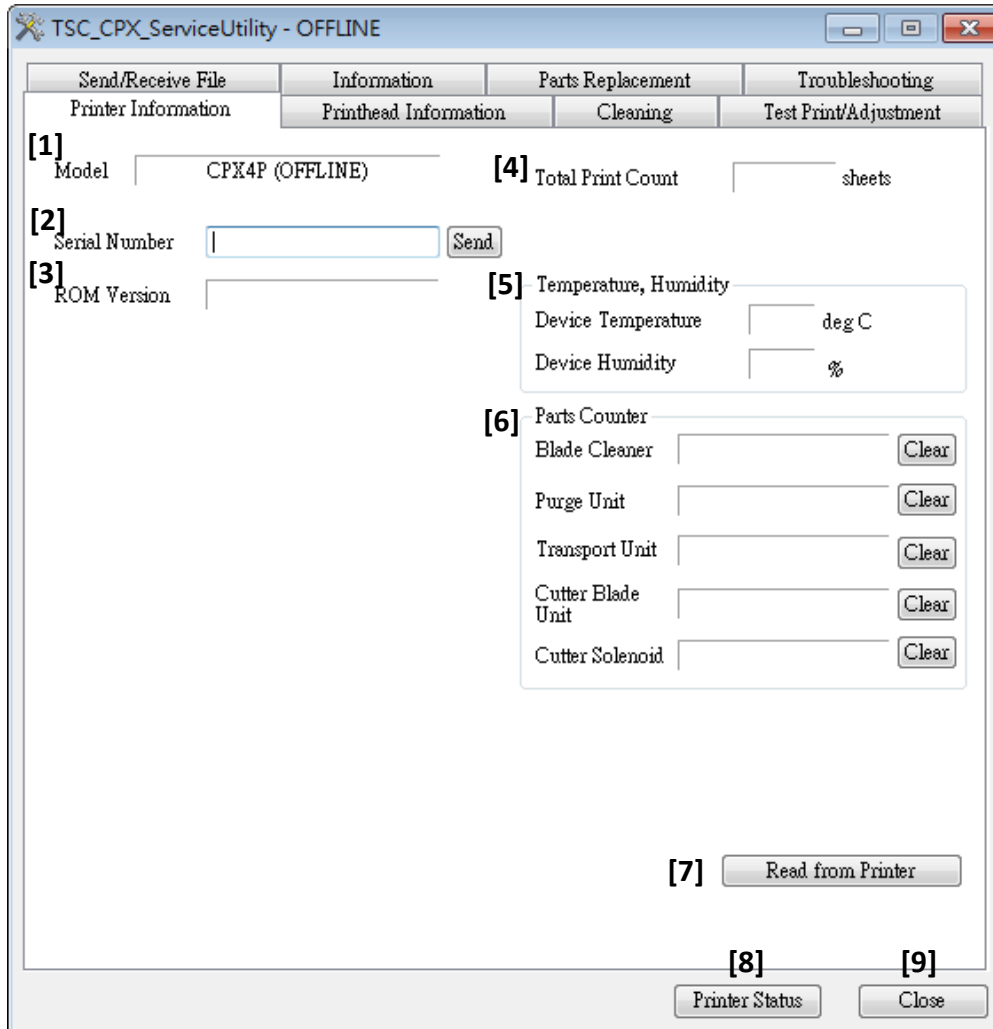 TSC_CPX_ServiceUtility - OFFLINE
Send/Receive File Information Parts Replacement Troubleshooting
Printer Information Printhead Information Cleaning Test Print/Adjustment
[1] Model CPX4P (OFFLINE)
[4] Total Print Count sheets
[2] Serial Number Send
[3] ROM Version
[5] Temperature, Humidity
Device Temperature deg C
Device Humidity %
[6] Parts Counter
Blade Cleaner Clear
Purge Unit Clear
Transport Unit Clear
Cutter Blade
Unit Clear
Cutter Solenoid Clear
[7] Read from Printer
[8] [9]
Printer Status Close